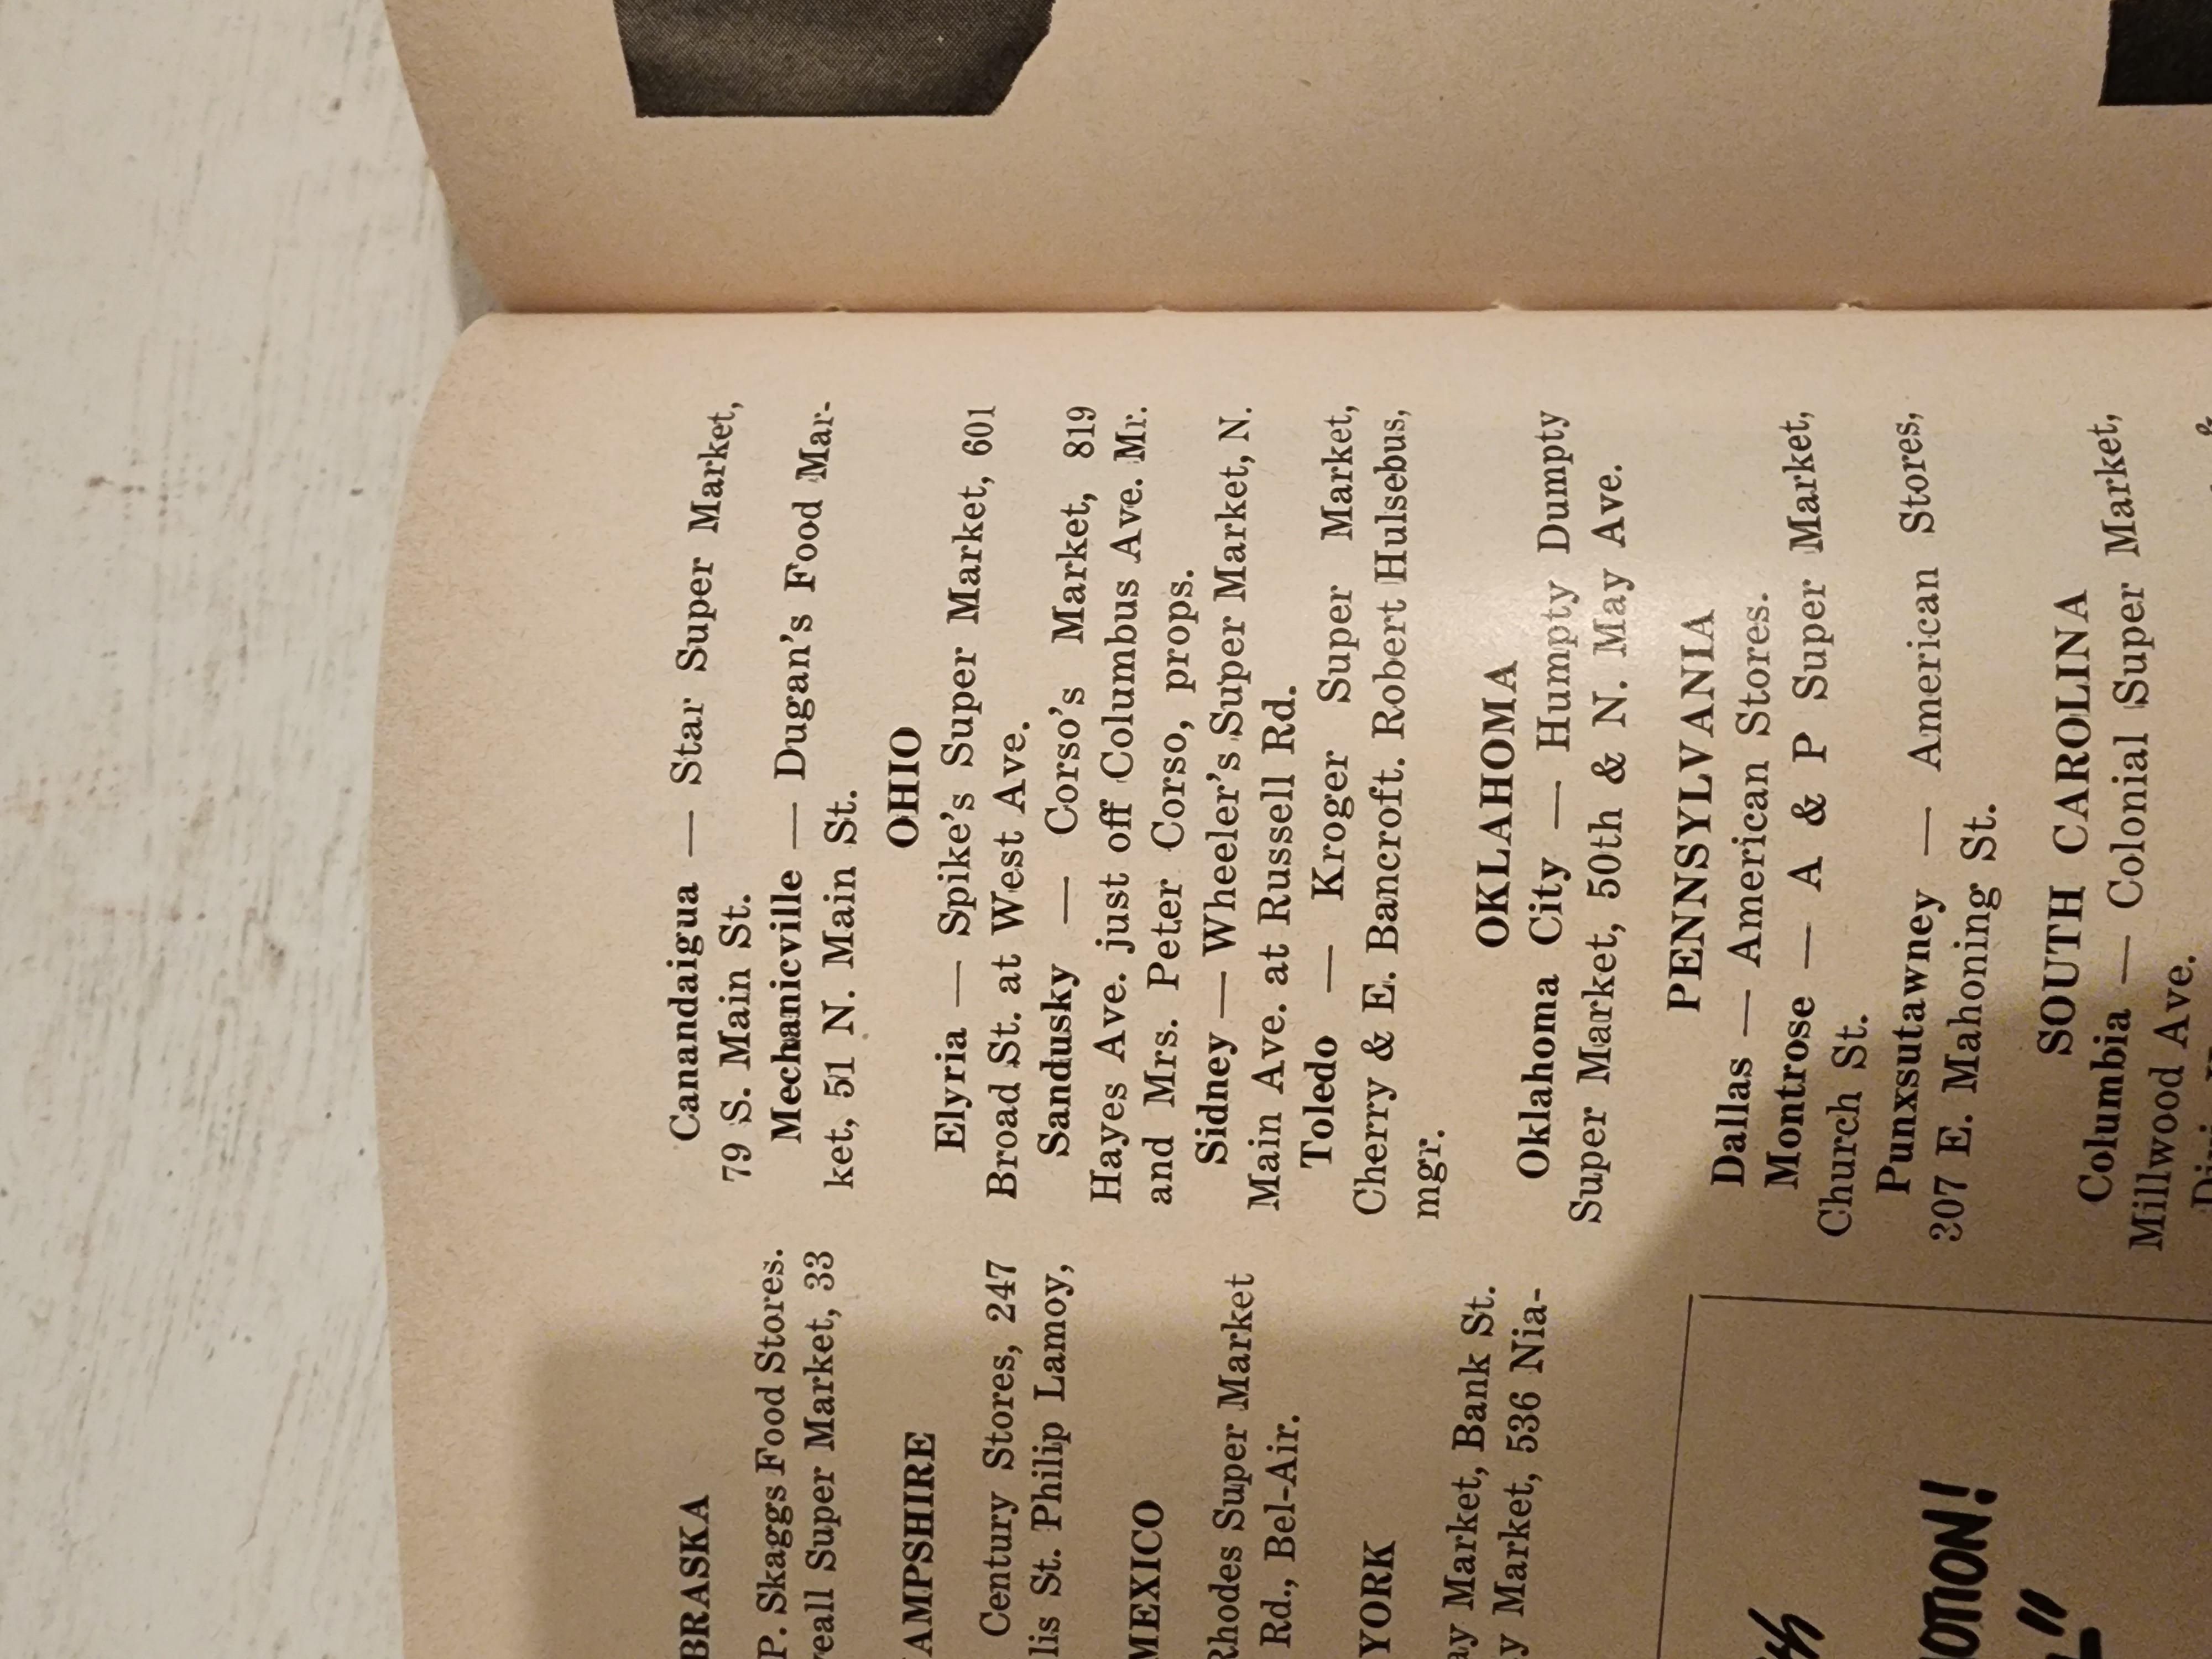 BRASKA
P. Skaggs Food Stores.
Super Market, 33
AMPSHIRE
Century Stores, 247
lis St. Philip Lamoy,
MEXICO
Rhodes Super Market
Rd., Bel-Air.
YORK
Market, Bank St.
Market, 536 Nia-
OTION!
Canandaigua — Star Super Market,
79 S. Main St.
Mechanicville — Dugan's Food Mar-
ket, 51 N. Main St.
OHIO
Elyria — Spike's Super Market, 601
Broad St. at West Ave.
Sandusky — Corso's Market, 819
Hayes Ave. just off Columbus Ave. Mr.
and Mrs. Peter Corso, props.
Sidney — Wheeler's Super Market, N.
Main Ave. at Russell Rd.
Toledo — Kroger Super Market,
Cherry & E. Bancroft. Robert Hulsebus,
mgr.
OKLAHOMA
Oklahoma City — Humpty Dumpty
Super Market, 50th & N. May Ave.
PENNSYLVANIA
Dallas — American Stores.
Montrose — A & P Super Market,
Church St.
Punxsutawney — American Stores,
307 E. Mahoning St.
SOUTH CAROLINA
Columbia — Colonial Super Market,
Millwood Ave.